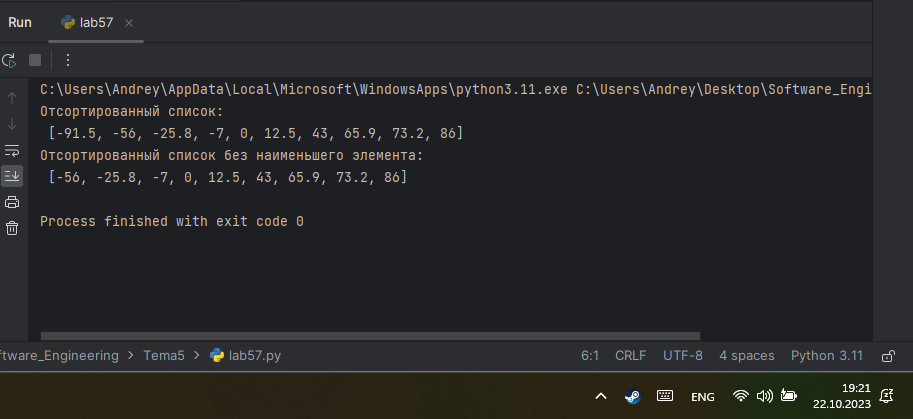 Run lab57
C:\Users\Andrey\AppData\Local\Microsoft\WindowsApps\python3.11.exe C:\Users\Andrey\Desktop\Software_Engi
Отсортированный список:
[-91.5, -56, -25.8, -7, 0, 12.5, 43, 65.9, 73.2, 86]
Отсортированный список без наименьшего элемента:
[-56, -25.8, -7, 0, 12.5, 43, 65.9, 73.2, 86]
Process finished with exit code 0
ftware_Engineering > Tema5 > lab57.py 6:1 CRLF UTF-8 4 spaces Python 3.11
ENG 19:21
22.10.2023